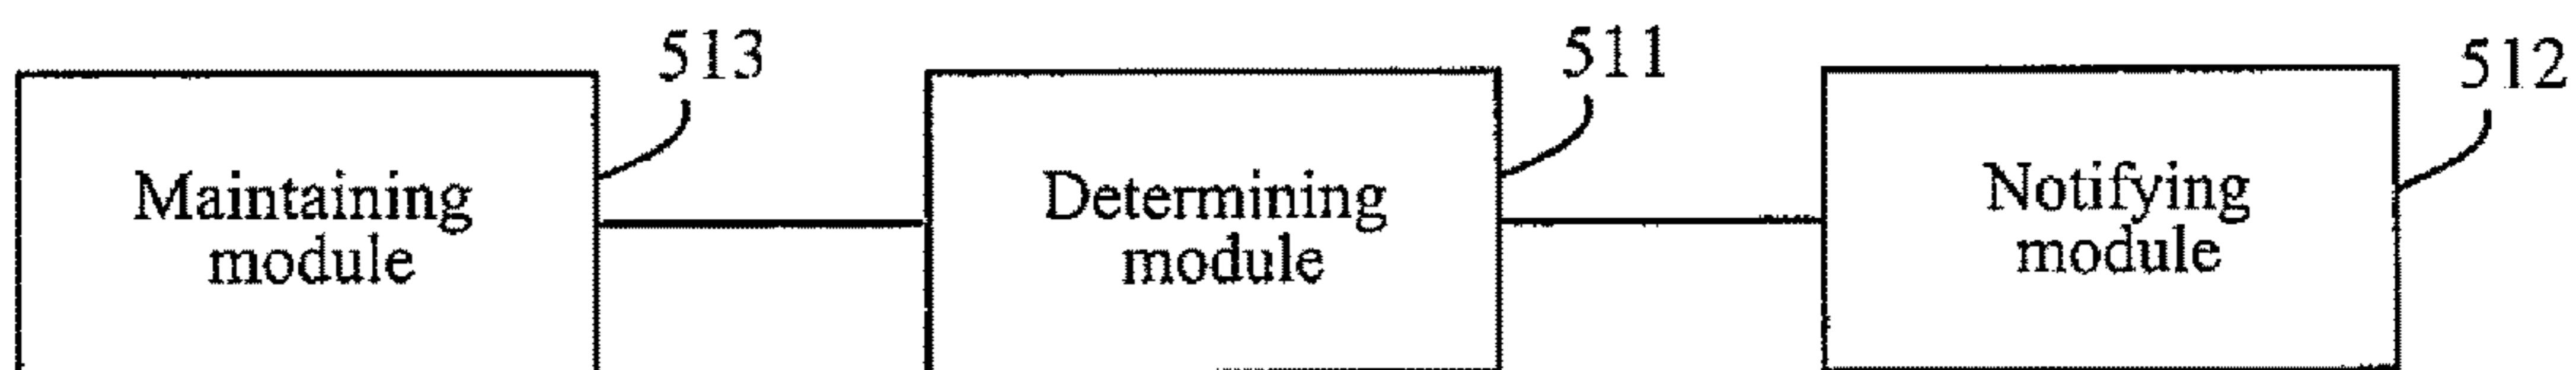 513
511
512
Maintaining
module
Determining
module
Notifying
module